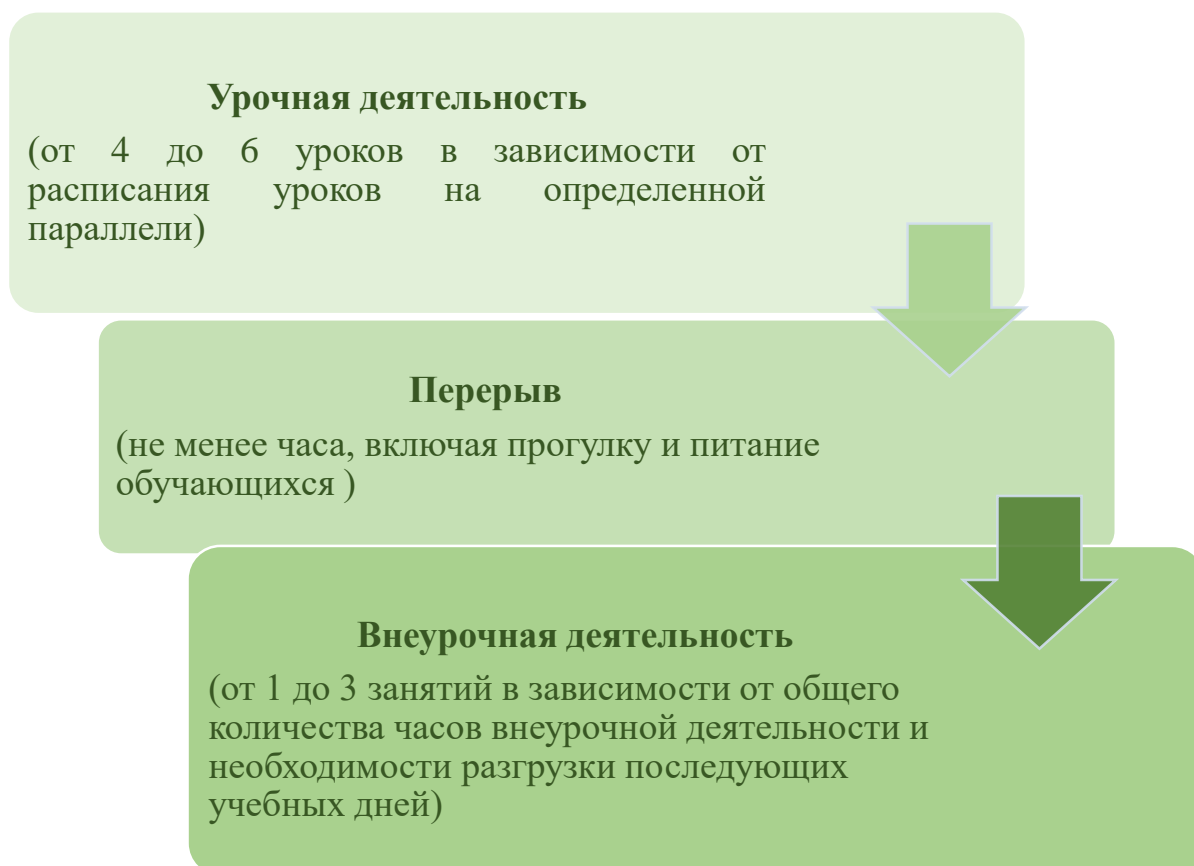 Урочная деятельность
(от 4 до 6 уроков в зависимости от
расписания уроков на определенной
параллели)
Перерыв
(не менее часа, включая прогулку и питание
обучающихся )
Внеурочная деятельность
(от 1 до 3 занятий в зависимости от общего
количества часов внеурочной деятельности и
необходимости разгрузки последующих
учебных дней)